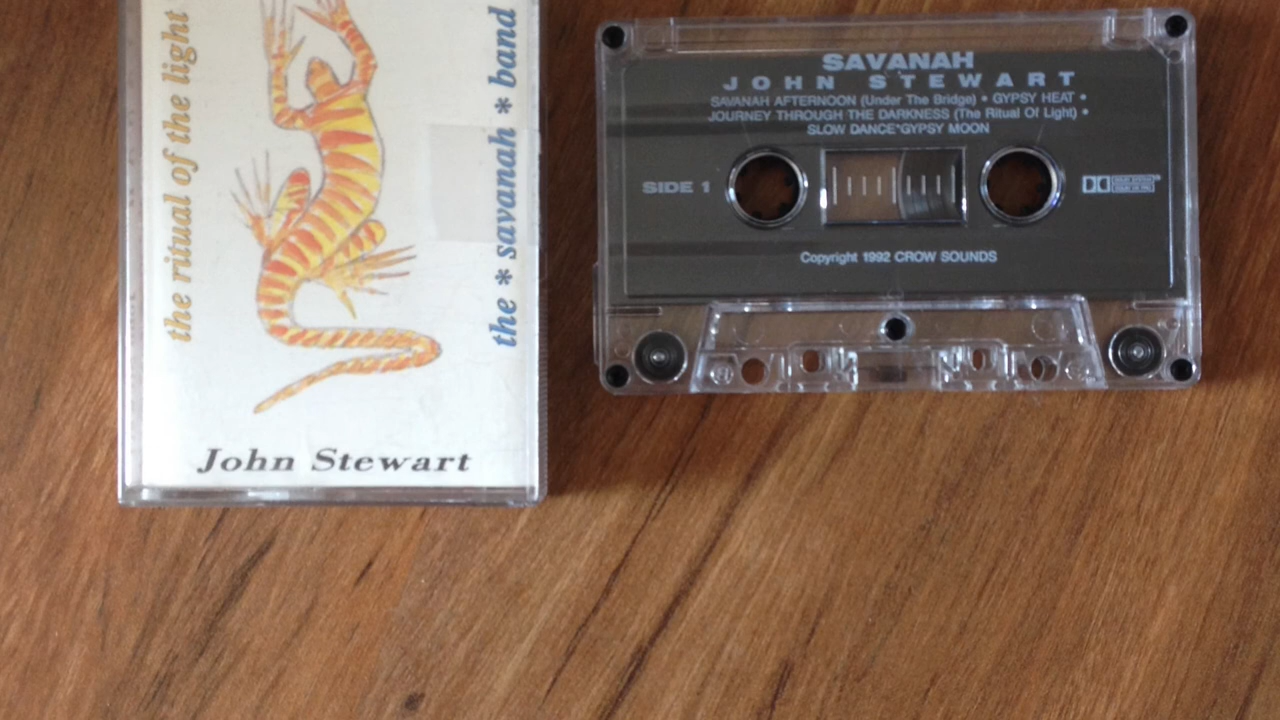 the ritual of the light
the * savanah * band
John Stewart
SAVANAH
JOHN STEWART
SAVANAH AFTERNOON (Under The Bridge) • GYPSY HEAT •
JOURNEY THROUGH THE DARKNESS (The Ritual Of Light) •
SLOW DANCE*GYPSY MOON
SIDE 1
Copyright 1992 CROW SOUNDS